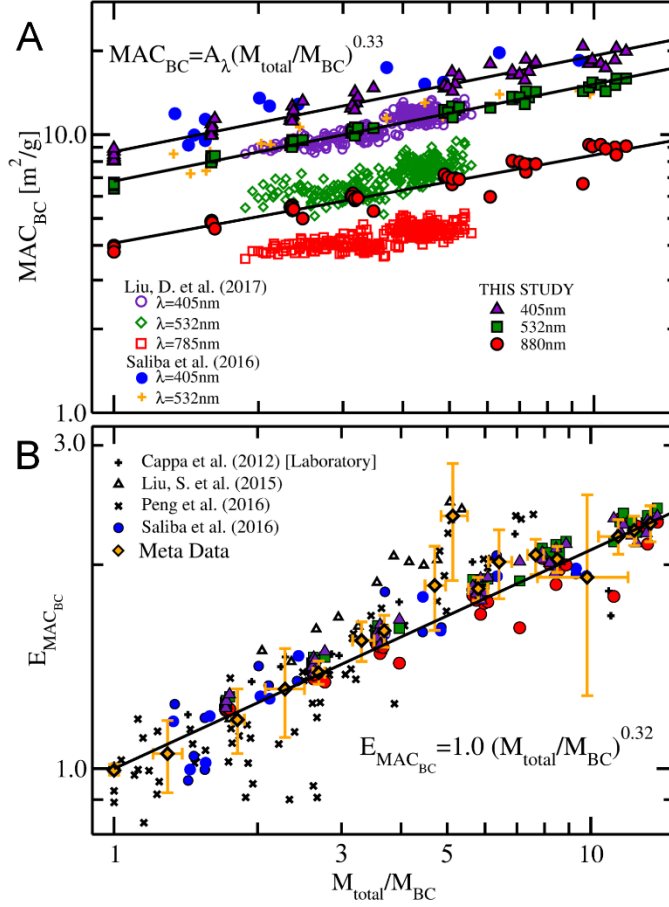 A
MAC_BC=A_λ(M_total/M_BC)^0.33
MAC_BC [m²/g]
10.0
1.0
Liu, D. et al. (2017)
λ=405nm
λ=532nm
λ=785nm
Saliba et al. (2016)
λ=405nm
λ=532nm
THIS STUDY
405nm
532nm
880nm
B
3.0
Cappa et al. (2012) [Laboratory]
Liu, S. et al. (2015)
Peng et al. (2016)
Saliba et al. (2016)
Meta Data
E_MAC_BC
E_MAC_BC=1.0 (M_total/M_BC)^0.32
1.0
1
3
5
10
M_total/M_BC